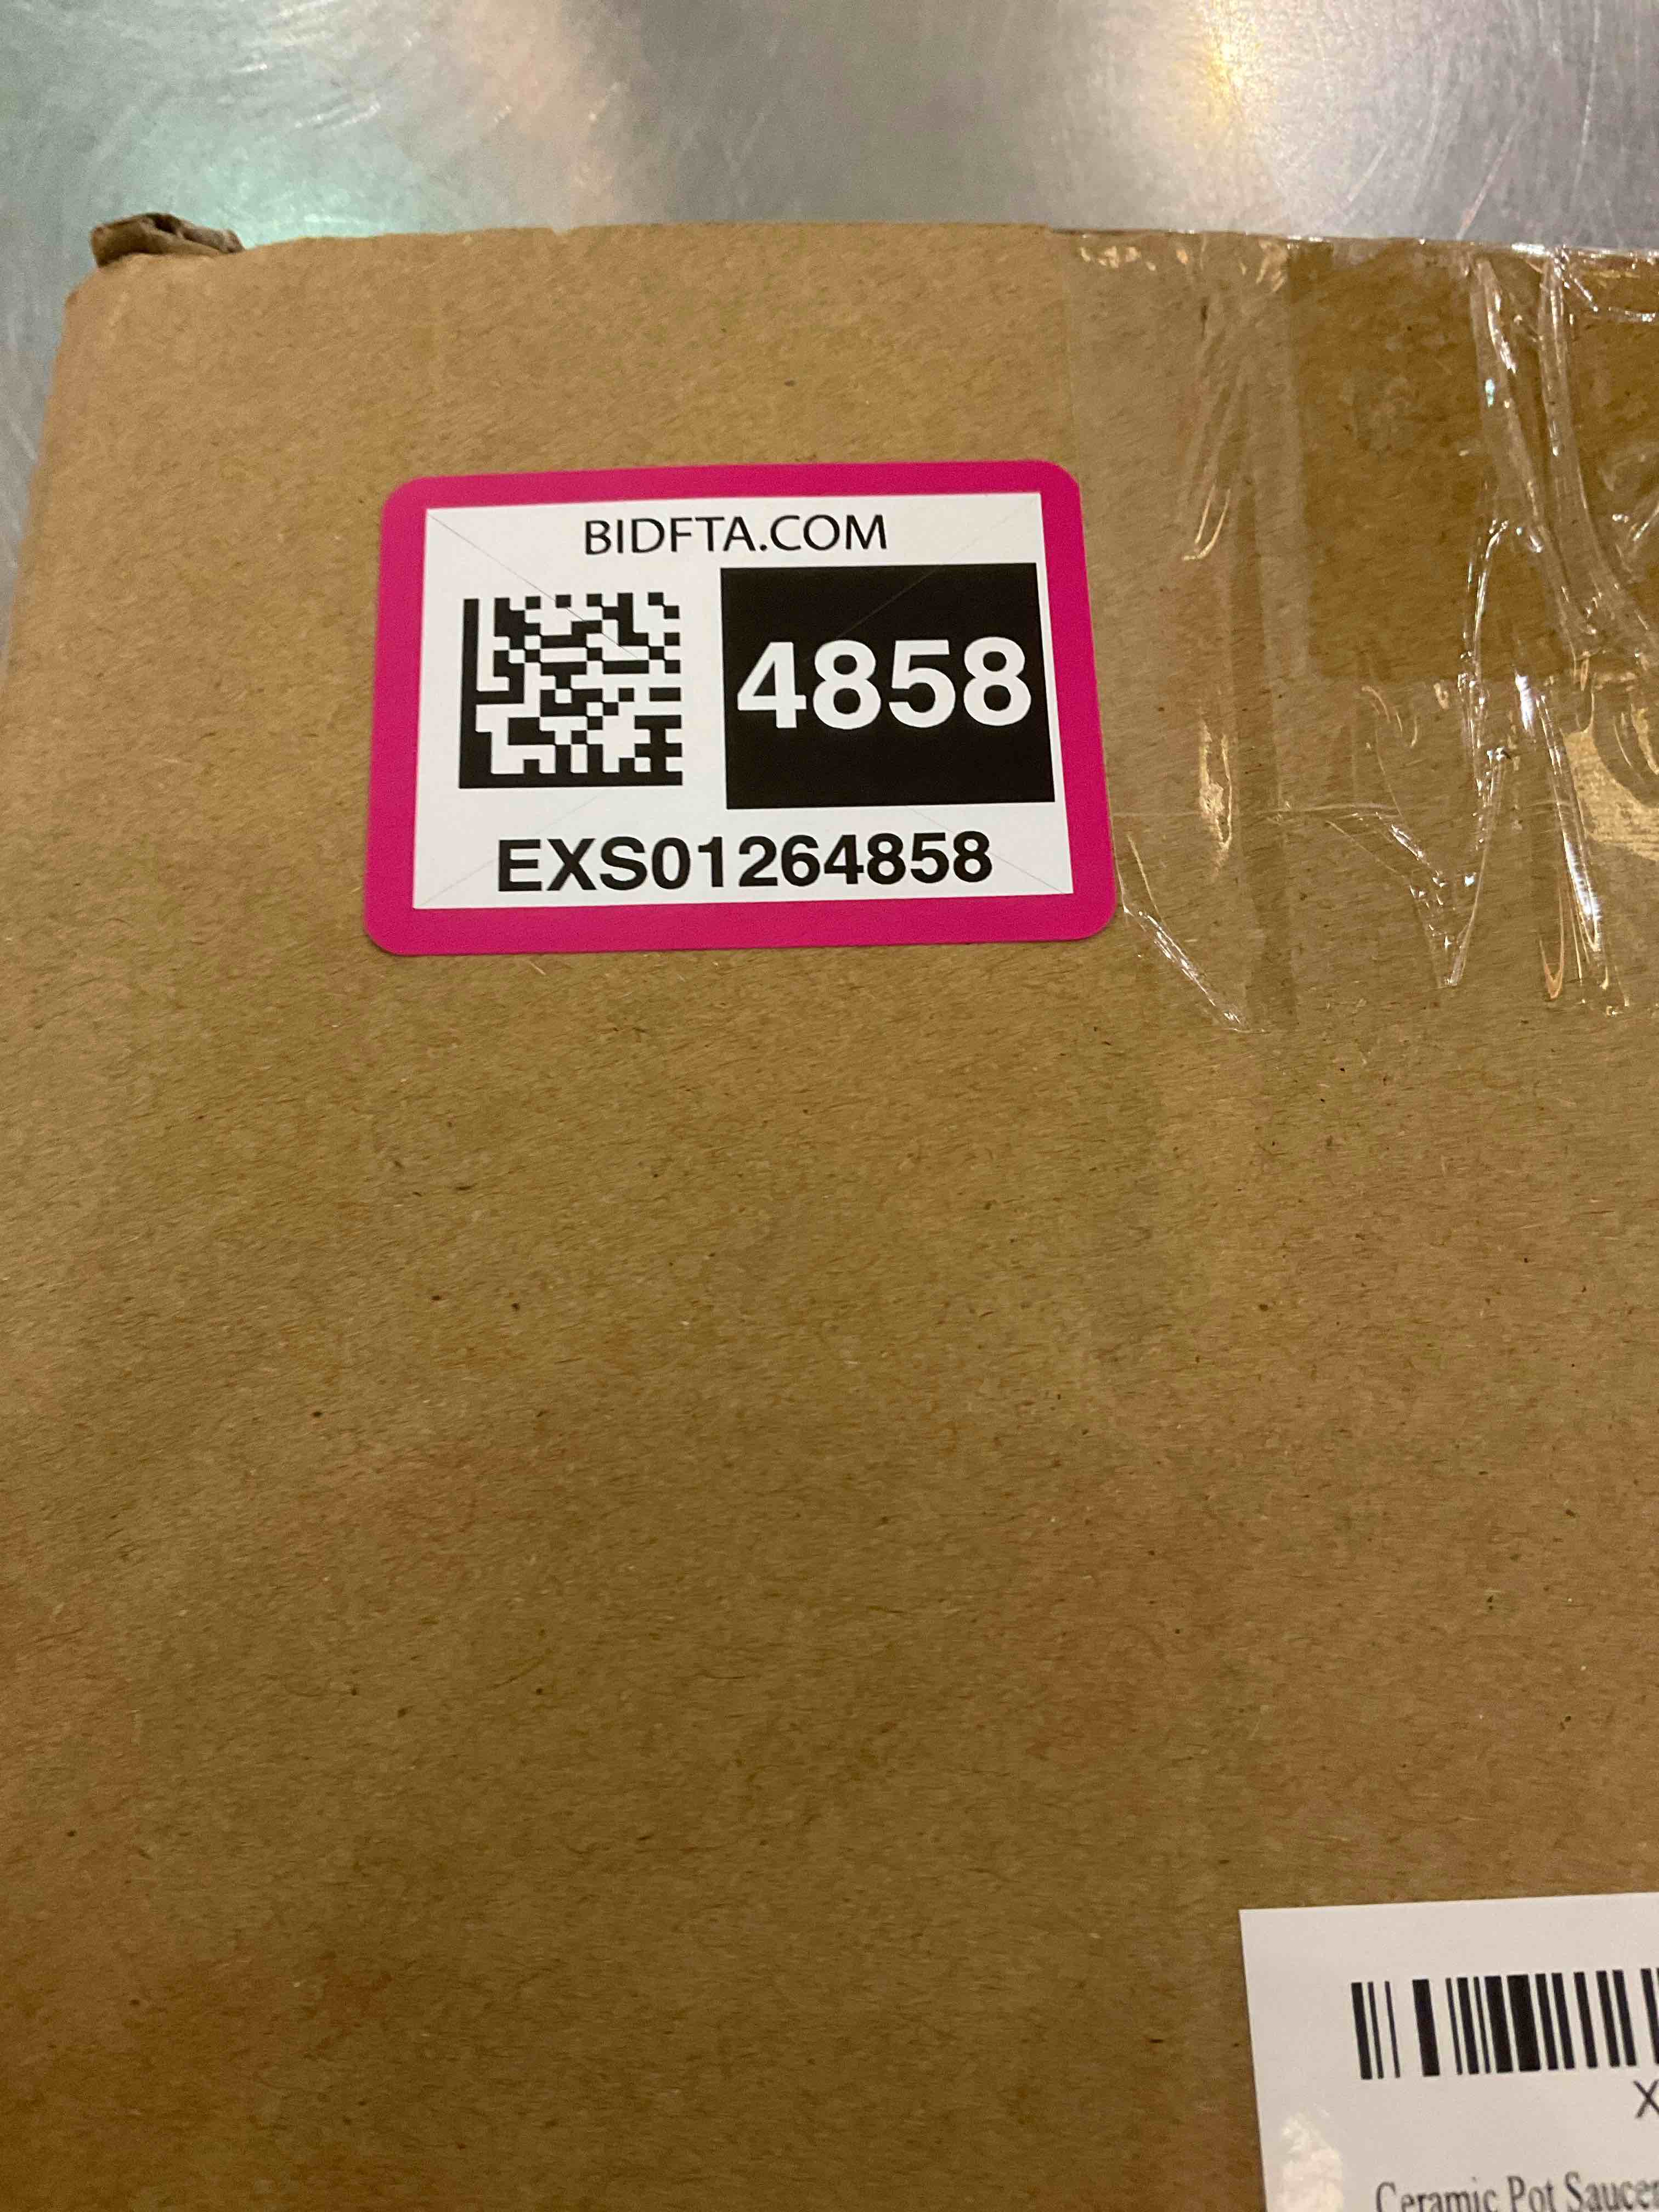 BIDFTA.COM
4858
EXS01264858
X
Ceramic Pot Saucer